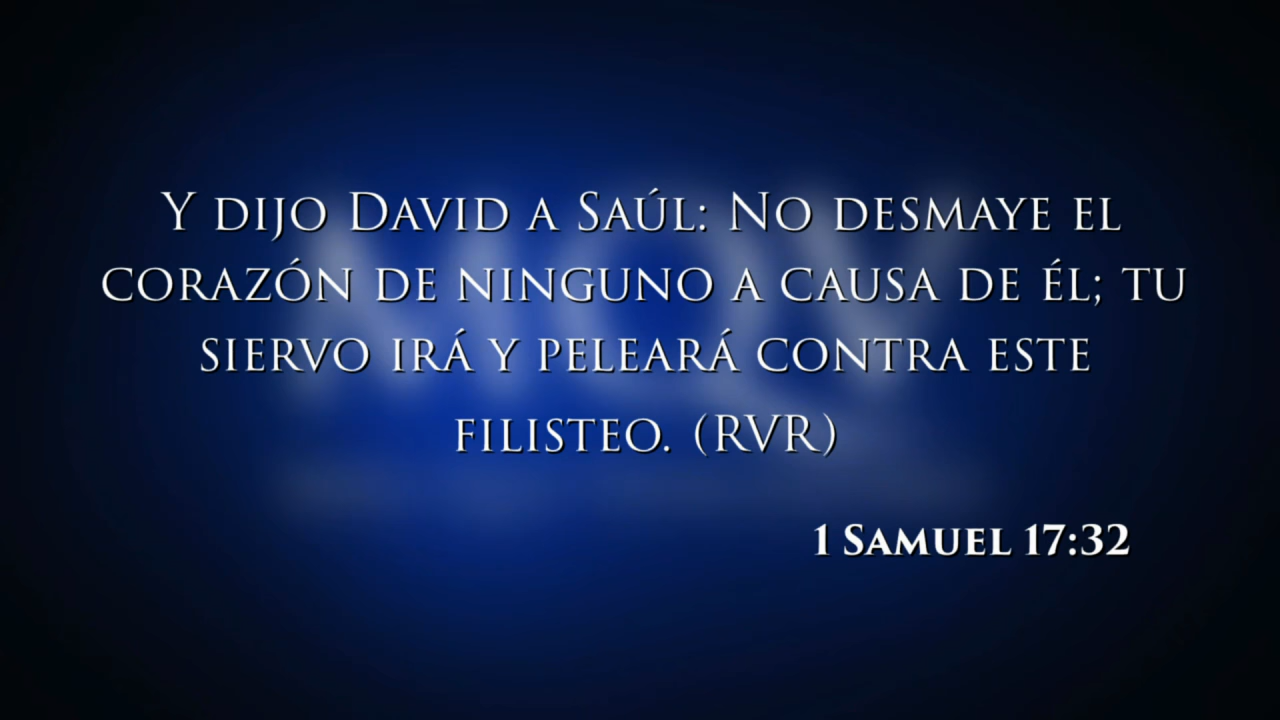 Y dijo David a Saúl: No desmaye el
corazón de ninguno a causa de él; tu
siervo irá y peleará contra este
filisteo. (RVR)
1 Samuel 17:32